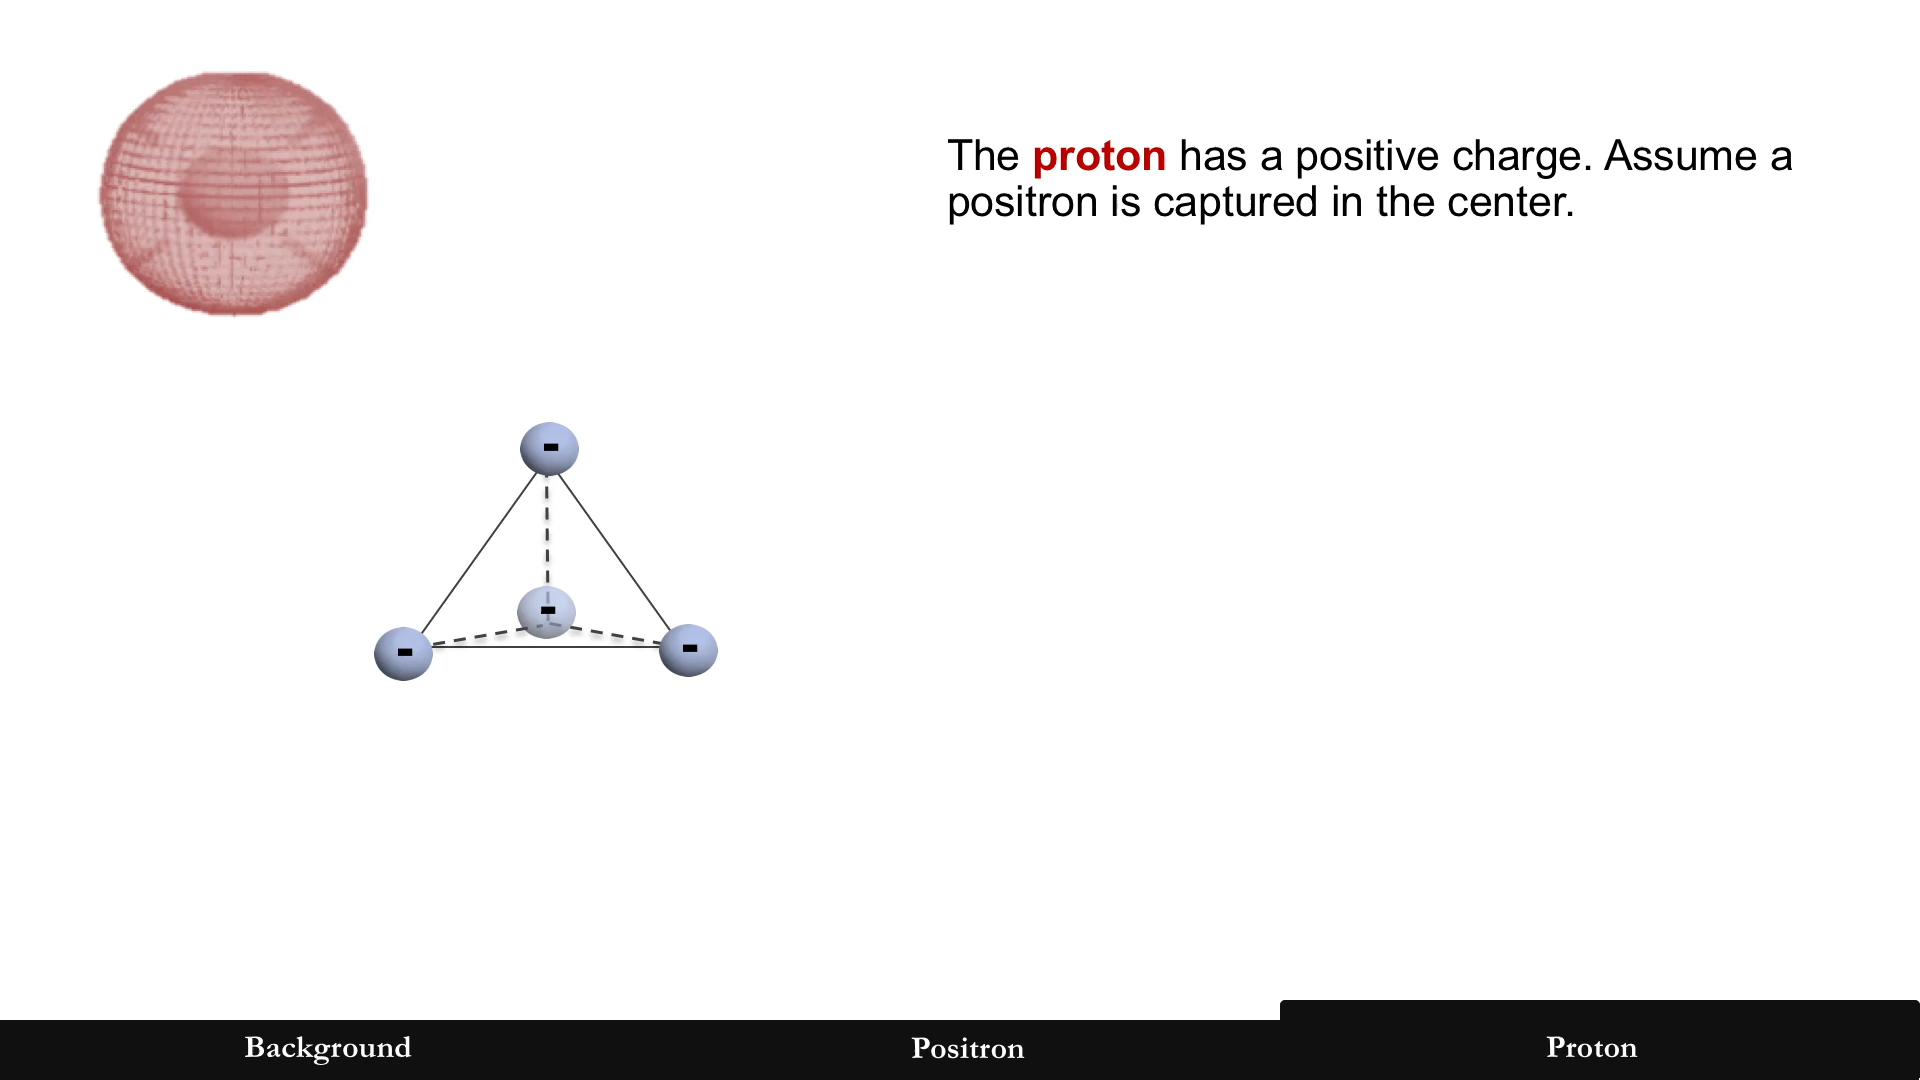 The proton has a positive charge. Assume a
positron is captured in the center.
-
-
-
-
Background
Positron
Proton